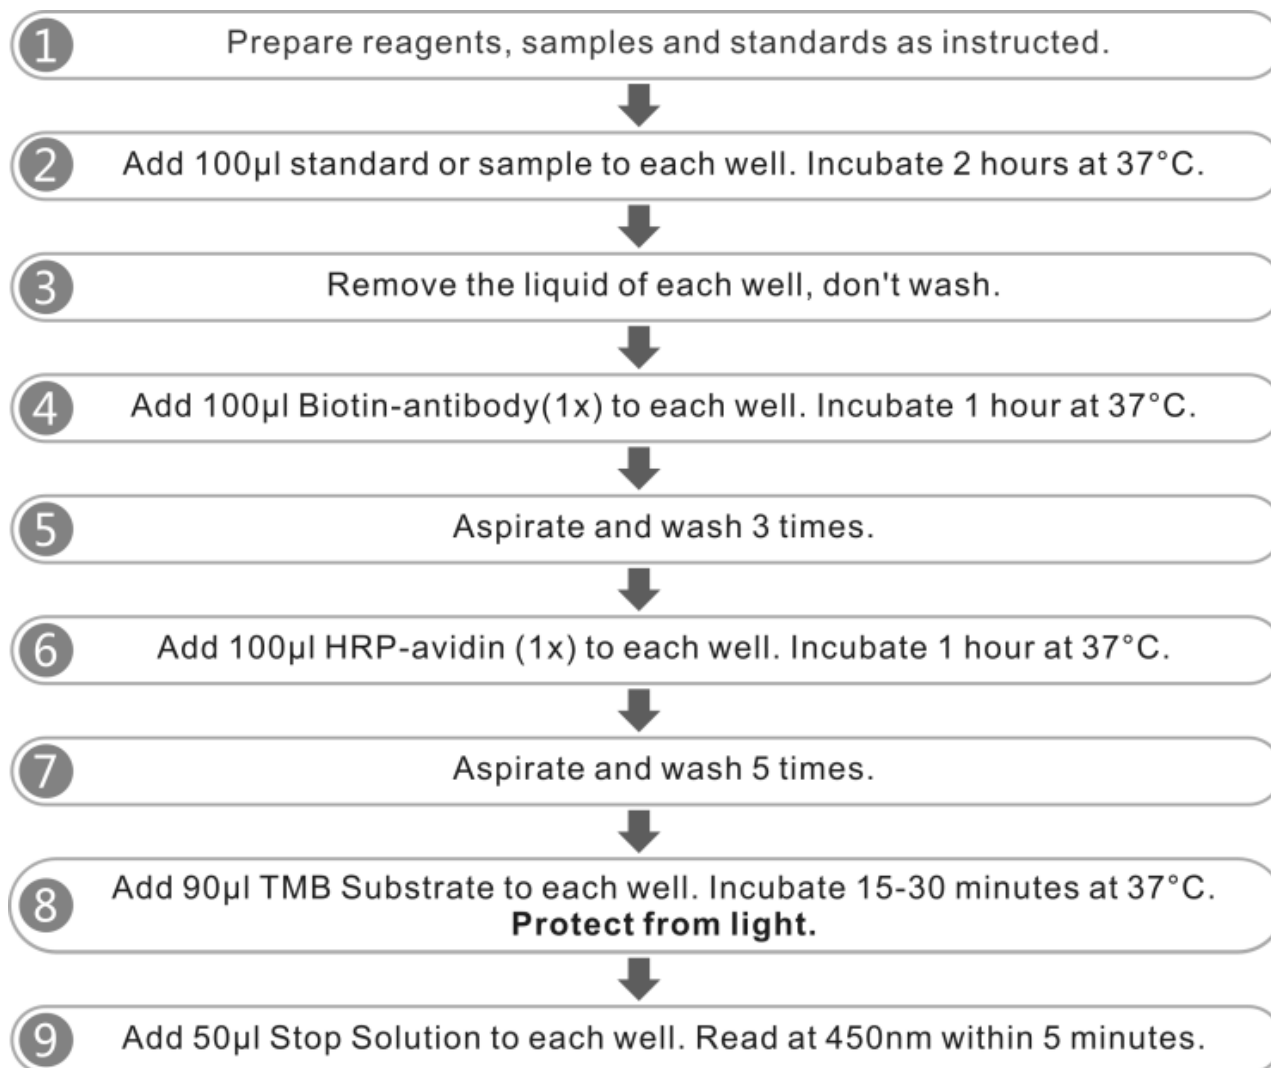 1 Prepare reagents, samples and standards as instructed.
2 Add 100µl standard or sample to each well. Incubate 2 hours at 37°C.
3 Remove the liquid of each well, don't wash.
4 Add 100µl Biotin-antibody(1x) to each well. Incubate 1 hour at 37°C.
5 Aspirate and wash 3 times.
6 Add 100µl HRP-avidin (1x) to each well. Incubate 1 hour at 37°C.
7 Aspirate and wash 5 times.
8 Add 90µl TMB Substrate to each well. Incubate 15-30 minutes at 37°C.
Protect from light.
9 Add 50µl Stop Solution to each well. Read at 450nm within 5 minutes.